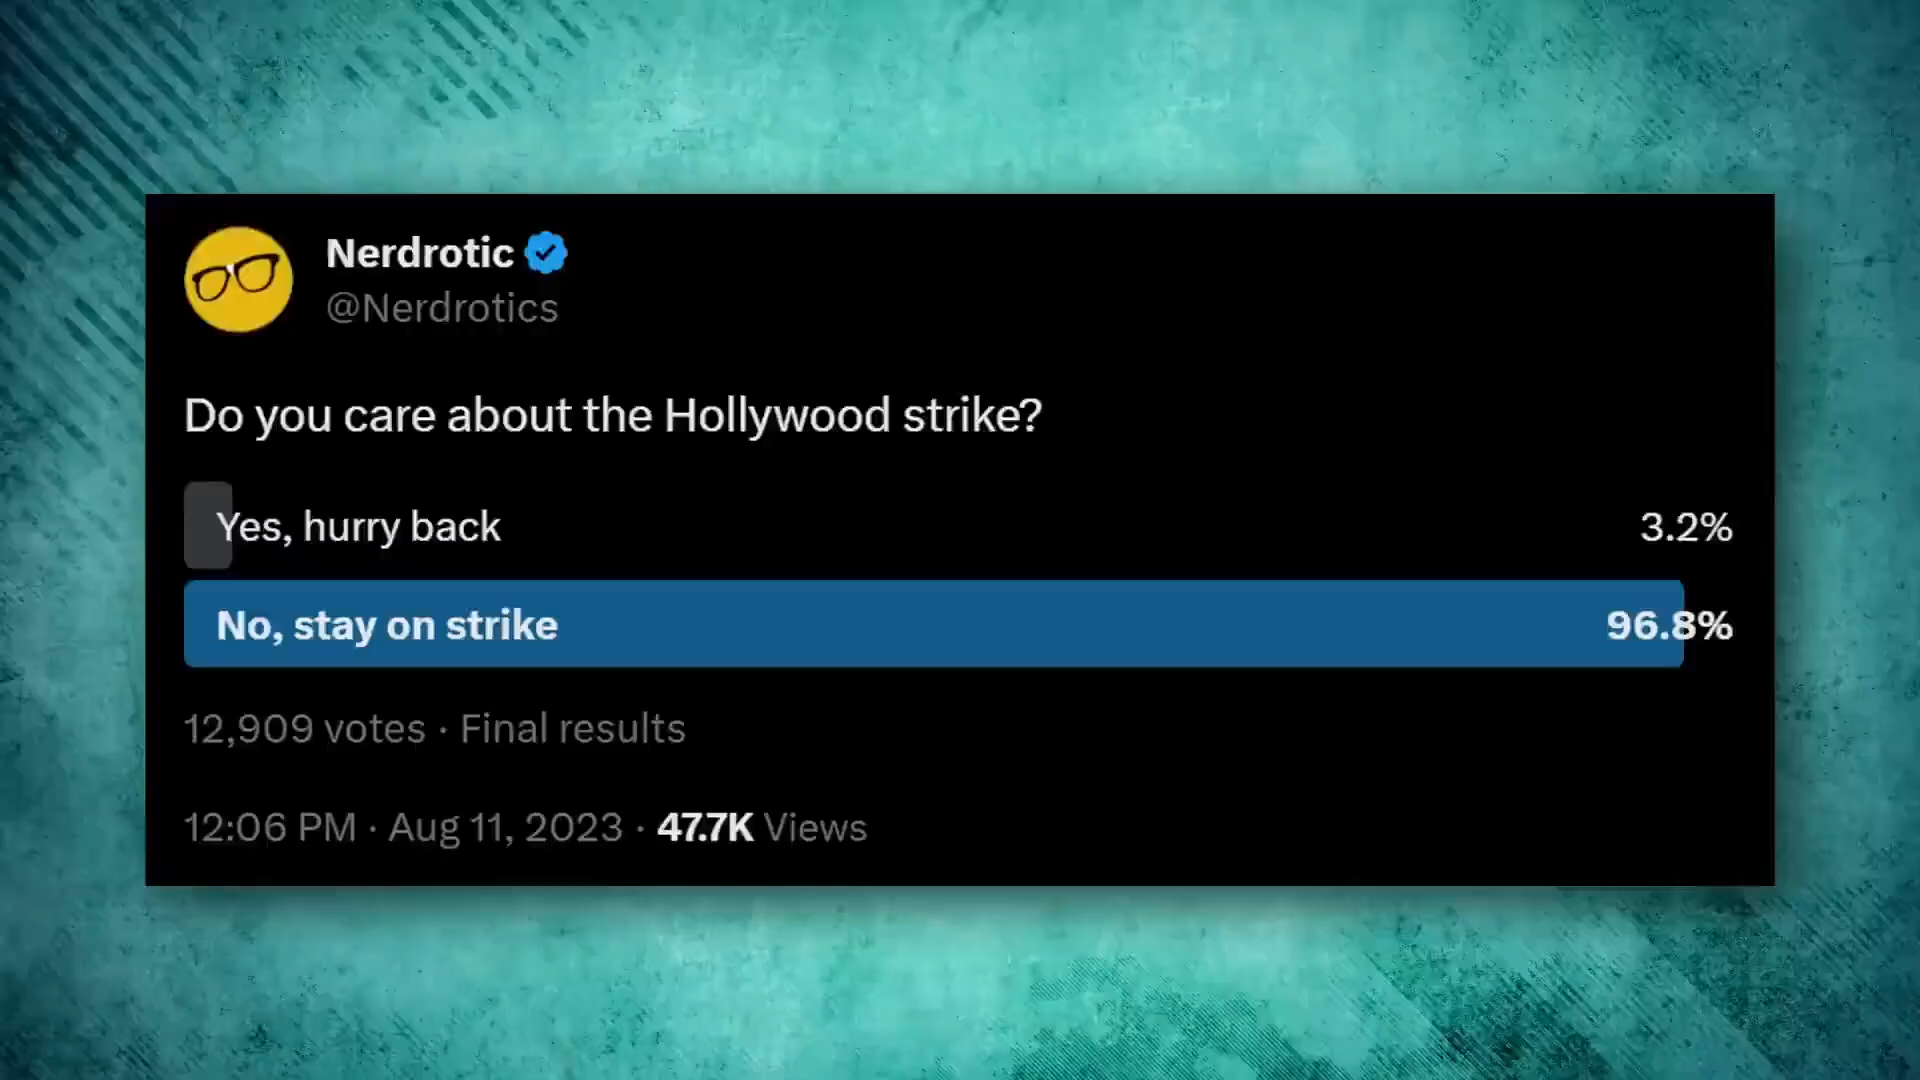 Nerdrotic
@Nerdrotics
Do you care about the Hollywood strike?
Yes, hurry back 3.2%
No, stay on strike 96.8%
12,909 votes · Final results
12:06 PM · Aug 11, 2023 · 47.7K Views